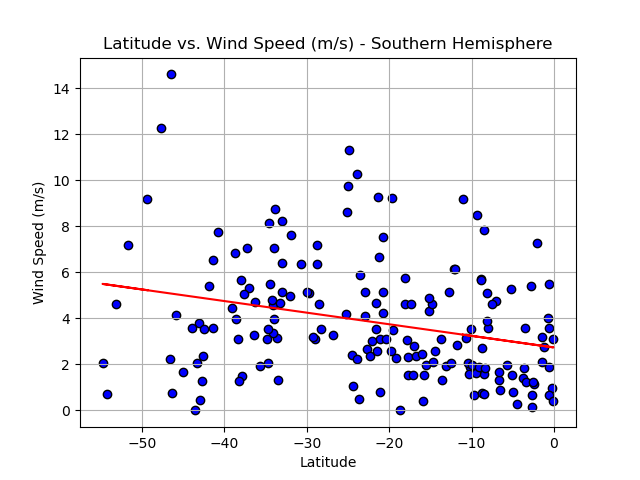 Latitude vs. Wind Speed (m/s) - Southern Hemisphere
14
12
10
8
6
4
2
0
Wind Speed (m/s)
−50 −40 −30 −20 −10 0
Latitude